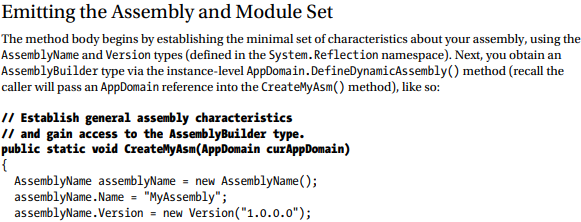 Emitting the Assembly and Module Set
The method body begins by establishing the minimal set of characteristics about your assembly, using the
AssemblyName and Version types (defined in the System.Reflection namespace). Next, you obtain an
AssemblyBuilder type via the instance-level AppDomain.DefineDynamicAssembly() method (recall the
caller will pass an AppDomain reference into the CreateMyAsm() method), like so:
// Establish general assembly characteristics
// and gain access to the AssemblyBuilder type.
public static void CreateMyAsm(AppDomain curAppDomain)
{
AssemblyName assemblyName = new AssemblyName();
assemblyName.Name = "MyAssembly";
assemblyName.Version = new Version("1.0.0.0");